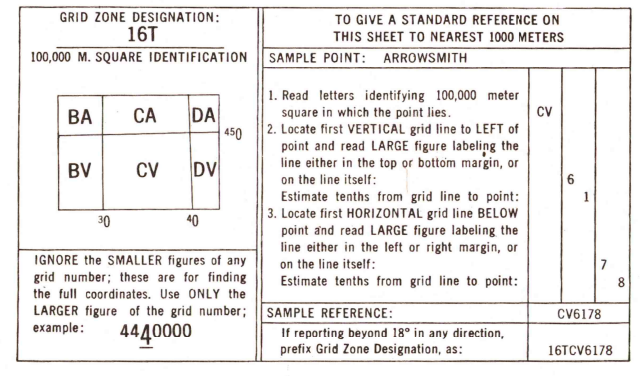 GRID ZONE DESIGNATION:
16T
100,000 M. SQUARE IDENTIFICATION
BA CA DA
450
BV CV DV
30 40
IGNORE the SMALLER figures of any
grid number; these are for finding
the full coordinates. Use ONLY the
LARGER figure of the grid number;
example: 4440000
TO GIVE A STANDARD REFERENCE ON
THIS SHEET TO NEAREST 1000 METERS
SAMPLE POINT: ARROWSMITH
1. Read letters identifying 100,000 meter
square in which the point lies. CV
2. Locate first VERTICAL grid line to LEFT of
point and read LARGE figure labeling the
line either in the top or bottom margin, or
on the line itself: 6
Estimate tenths from grid line to point: 1
3. Locate first HORIZONTAL grid line BELOW
point and read LARGE figure labeling the
line either in the left or right margin, or
on the line itself: 7
Estimate tenths from grid line to point: 8
SAMPLE REFERENCE: CV6178
If reporting beyond 18° in any direction,
prefix Grid Zone Designation, as: 16TCV6178